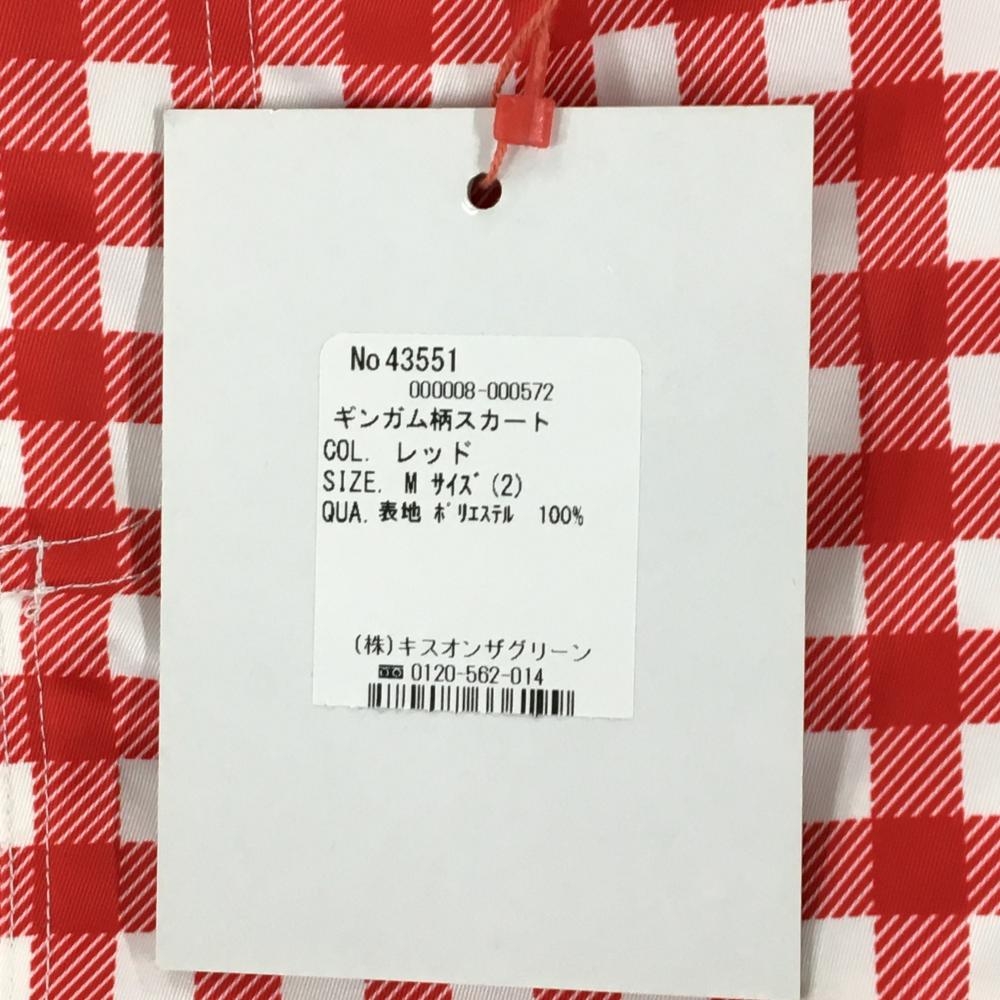 No 43551
000008-000572
ギンガム柄スカート
COL. レッド
SIZE. M ｻｲｽﾞ (2)
QUA. 表地 ﾎﾟﾘｴｽﾃﾙ 100%
(株)キスオンザグリーン
0120-562-014